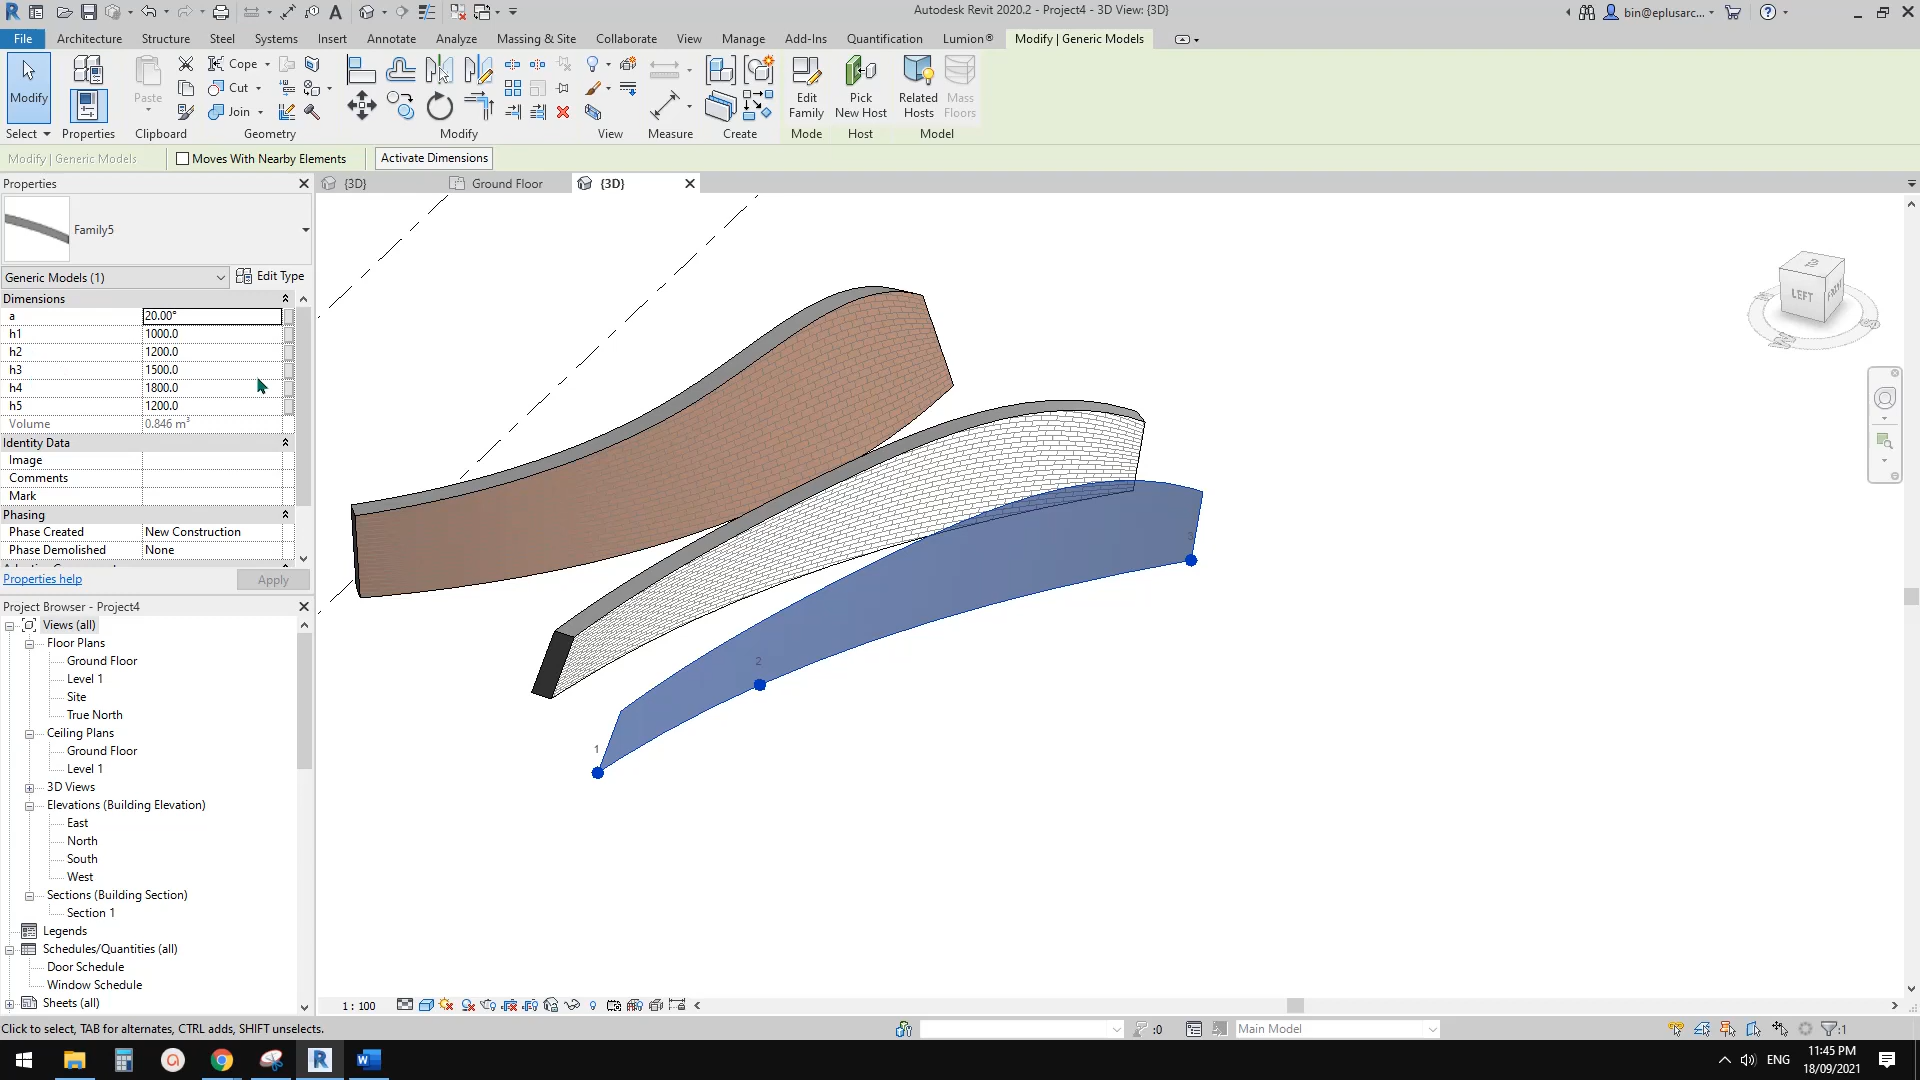 Autodesk Revit 2020.2 - Project4 - 3D View: {3D}
bin@eplusarc...
File Architecture Structure Steel Systems Insert Annotate Analyze Massing & Site Collaborate View Manage Add-Ins Quantification Lumion® Modify | Generic Models
Modify
Select
Properties
Paste
Clipboard
Cope
Cut
Join
Geometry
Modify
View
Measure
Create
Edit
Family
Mode
Pick
New Host
Host
Related
Hosts
Mass
Floors
Model
Modify | Generic Models
Moves With Nearby Elements
Activate Dimensions
Properties
{3D}
Ground Floor
{3D}
Family5
Generic Models (1)
Edit Type
Dimensions
a 20.00°
h1 1000.0
h2 1200.0
h3 1500.0
h4 1800.0
h5 1200.0
Volume 0.846 m³
Identity Data
Image
Comments
Mark
Phasing
Phase Created New Construction
Phase Demolished None
Properties help
Apply
Project Browser - Project4
Views (all)
Floor Plans
Ground Floor
Level 1
Site
True North
Ceiling Plans
Ground Floor
Level 1
3D Views
Elevations (Building Elevation)
East
North
South
West
Sections (Building Section)
Section 1
Legends
Schedules/Quantities (all)
Door Schedule
Window Schedule
Sheets (all)
LEFT
FRONT
3
2
1
1 : 100
Click to select, TAB for alternates, CTRL adds, SHIFT unselects.
:0
Main Model
:1
ENG
11:45 PM
18/09/2021